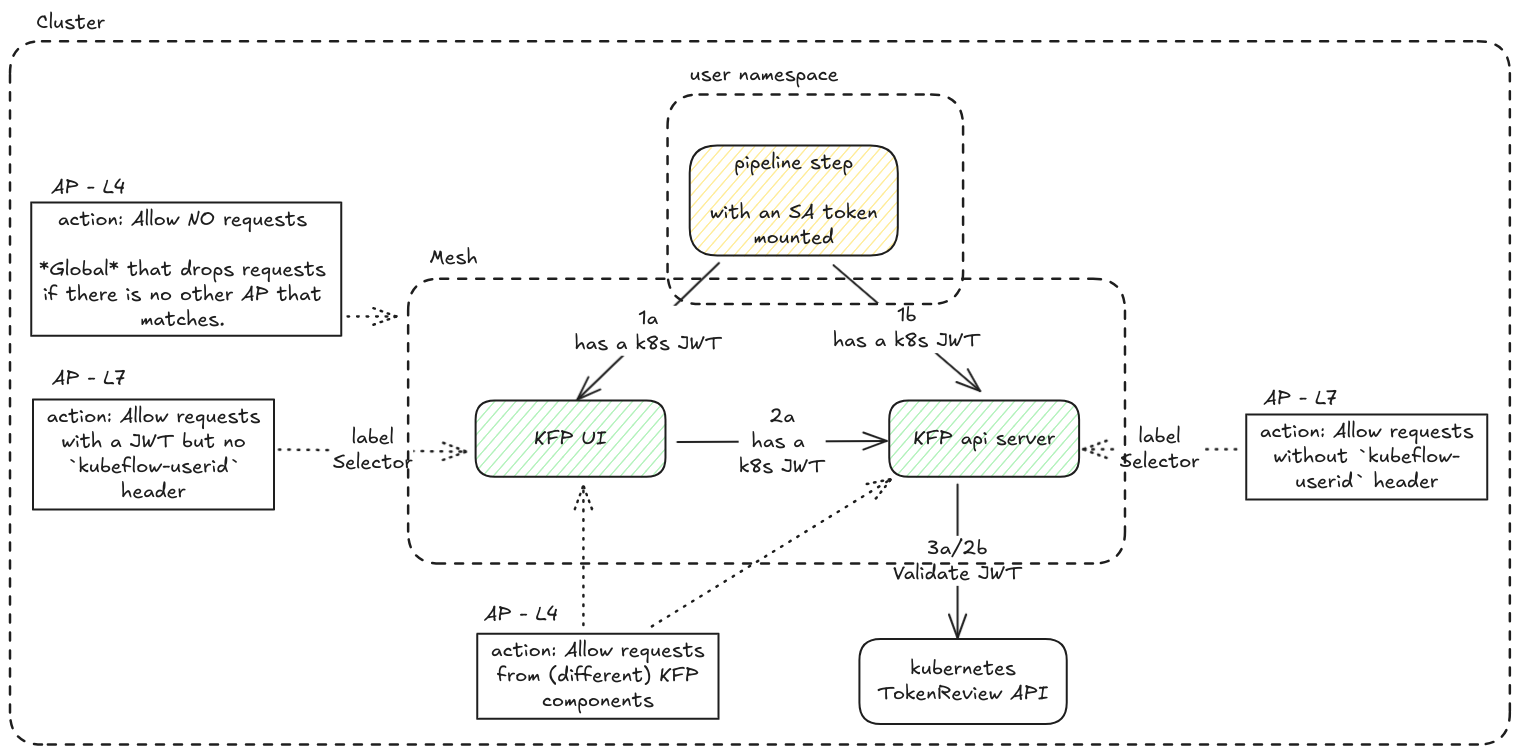 Cluster
user namespace
pipeline step
with an SA token
mounted
AP - L4
action: Allow NO requests
*Global* that drops requests
if there is no other AP that
matches.
Mesh
1a
has a k8s JWT
1b
has a k8s JWT
AP - L7
action: Allow requests
with a JWT but no
`kubeflow-userid`
header
label
Selector
KFP UI
2a
has a
k8s JWT
KFP api server
label
Selector
AP - L7
action: Allow requests
without `kubeflow-
userid` header
3a/2b
Validate JWT
AP - L4
action: Allow requests
from (different) KFP
components
kubernetes
TokenReview API